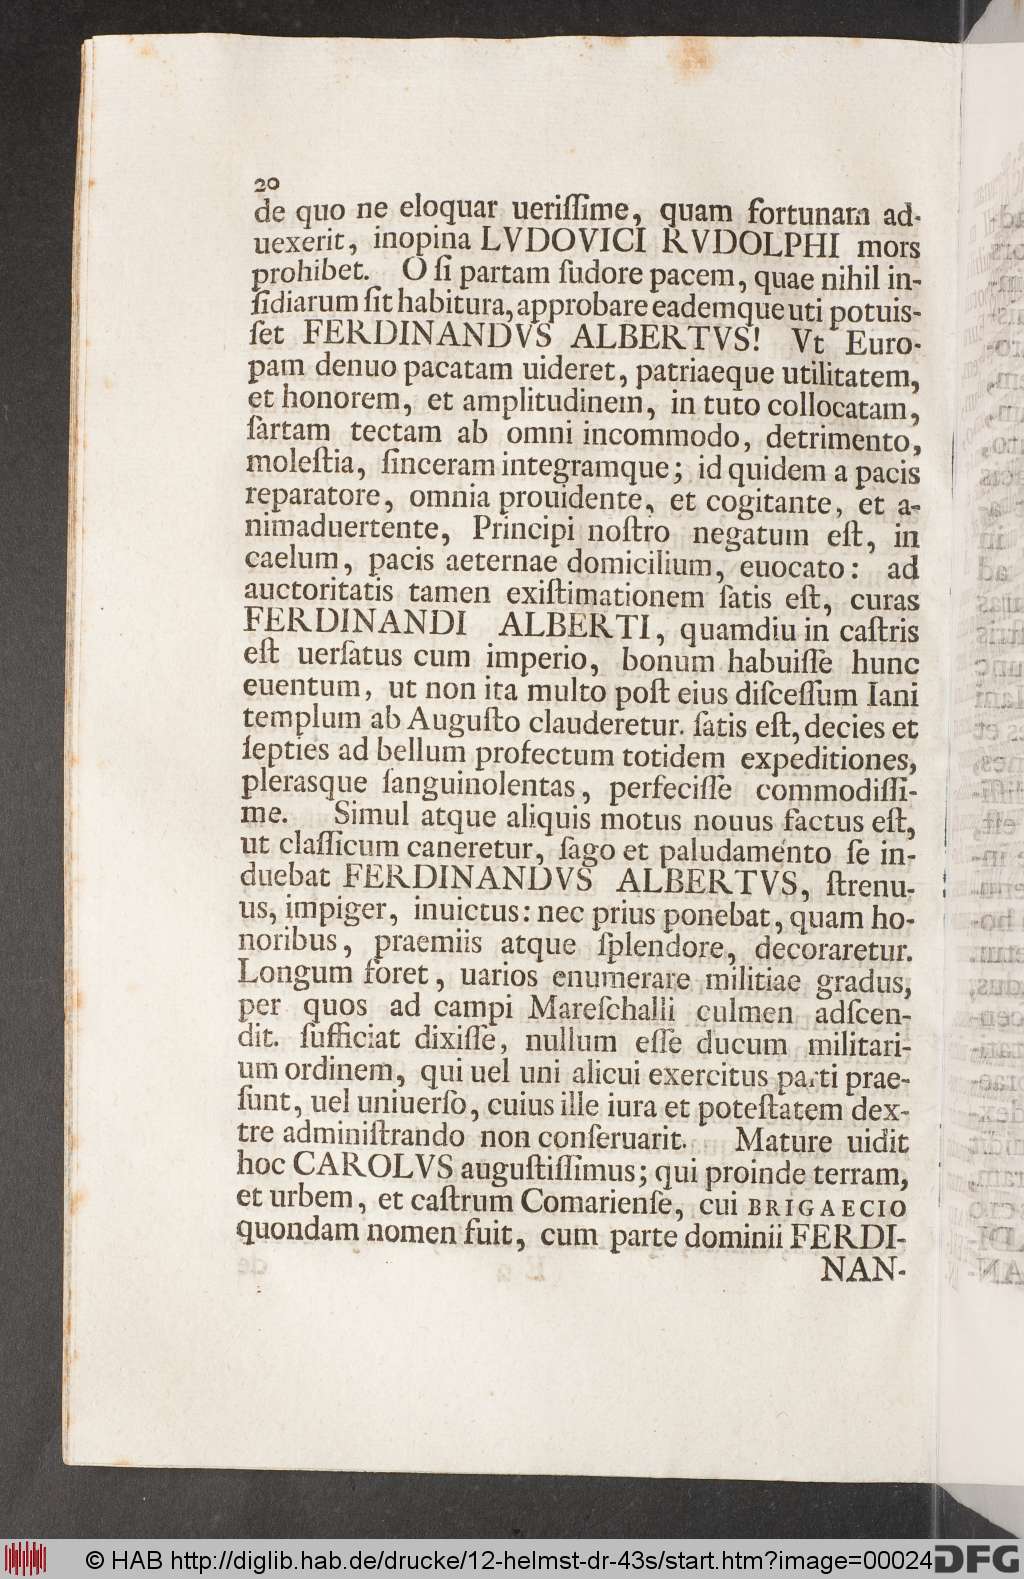 20
de quo ne eloquar ueriſſime, quam fortunam ad-
uexerit, inopina LVDOVICI RVDOLPHI mors
prohibet. O ſi partam ſudore pacem, quae nihil in-
ſidiarum ſit habitura, approbare eademque uti potuis-
ſet FERDINANDVS ALBERTVS! Vt Euro-
pam denuo pacatam uideret, patriaeque utilitatem,
et honorem, et amplitudinem, in tuto collocatam,
ſartam tectam ab omni incommodo, detrimento,
moleſtia, ſinceram integramque; id quidem a pacis
reparatore, omnia prouidente, et cogitante, et a-
nimaduertente, Principi noſtro negatum eſt, in
caelum, pacis aeternae domicilium, euocato: ad
auctoritatis tamen exiſtimationem ſatis eſt, curas
FERDINANDI ALBERTI, quamdiu in caſtris
eſt uerſatus cum imperio, bonum habuiſſe hunc
euentum, ut non ita multo poſt eius diſceſſum Iani
templum ab Auguſto clauderetur. ſatis eſt, decies et
ſepties ad bellum profectum totidem expeditiones,
plerasque ſanguinolentas, perfeciſſe commodiſſi-
me. Simul atque aliquis motus nouus factus eſt,
ut claſſicum caneretur, ſago et paludamento ſe in-
duebat FERDINANDVS ALBERTVS, ſtrenu-
us, impiger, inuictus: nec prius ponebat, quam ho-
noribus, praemiis atque ſplendore, decoraretur.
Longum foret, uarios enumerare militiae gradus,
per quos ad campi Mareſchalli culmen adſcen-
dit. ſufficiat dixiſſe, nullum eſſe ducum militari-
um ordinem, qui uel uni alicui exercitus parti prae-
ſunt, uel uniuerſo, cuius ille iura et poteſtatem dex-
tre adminiſtrando non conſeruarit. Mature uidit
hoc CAROLVS auguſtiſſimus; qui proinde terram,
et urbem, et caſtrum Comarienſe, cui BRIGAECIO
quondam nomen fuit, cum parte dominii FERDI-
NAN-
© HAB http://diglib.hab.de/drucke/12-helmst-dr-43s/start.htm?image=00024
DFG